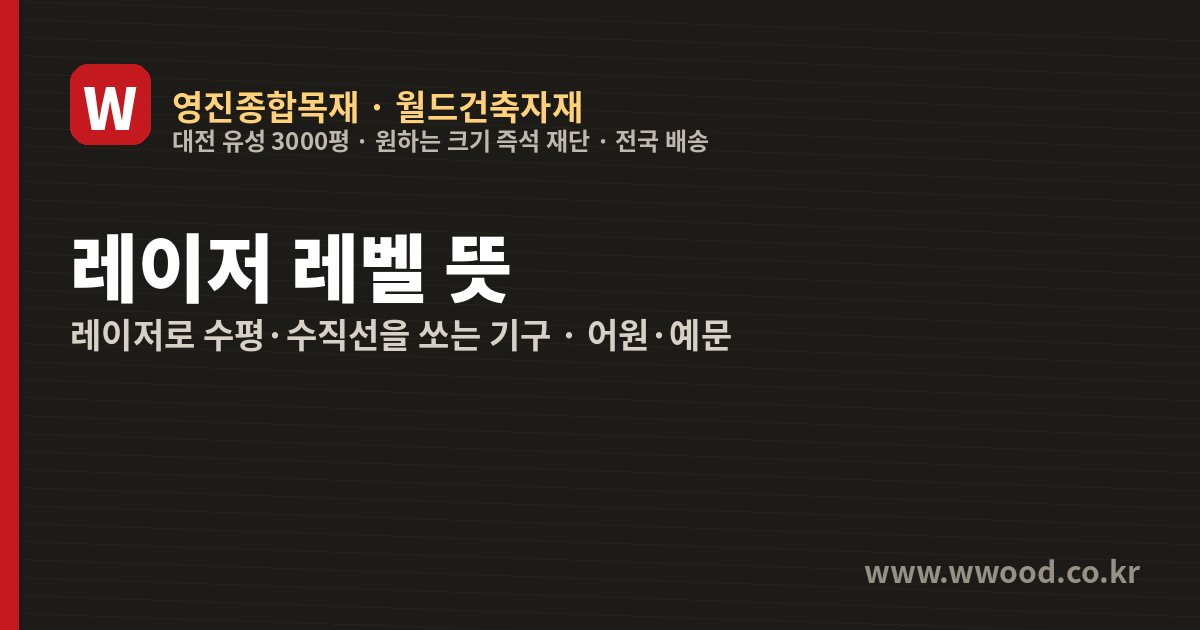 W
영진종합목재 · 월드건축자재
대전 유성 3000평 · 원하는 크기 즉석 재단 · 전국 배송
레이저 레벨 뜻
레이저로 수평·수직선을 쏘는 기구 · 어원·예문
www.wwood.co.kr